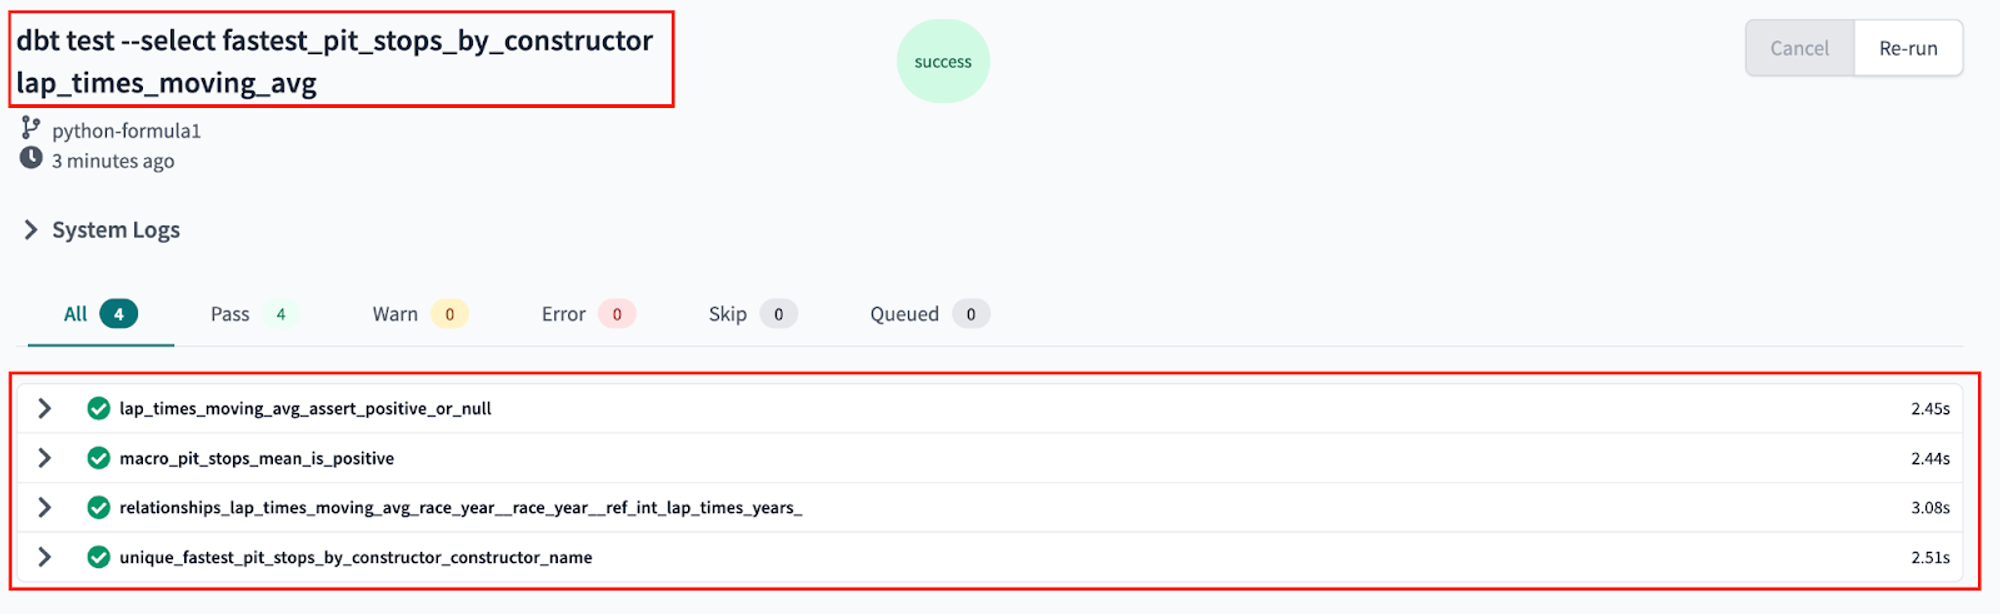 dbt test --select fastest_pit_stops_by_constructor
lap_times_moving_avg
success
Cancel
Re-run
python-formula1
3 minutes ago
System Logs
All 4
Pass 4
Warn 0
Error 0
Skip 0
Queued 0
lap_times_moving_avg_assert_positive_or_null 2.45s
macro_pit_stops_mean_is_positive 2.44s
relationships_lap_times_moving_avg_race_year__race_year__ref_int_lap_times_years_ 3.08s
unique_fastest_pit_stops_by_constructor_constructor_name 2.51s